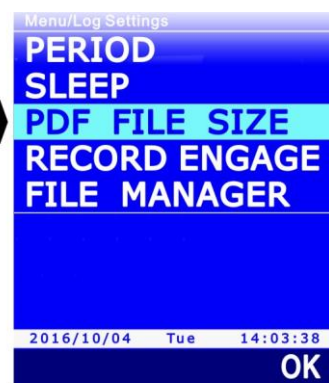 Menu/Log Settings
PERIOD
SLEEP
PDF FILE SIZE
RECORD ENGAGE
FILE MANAGER
2016/10/04 Tue 14:03:38
OK